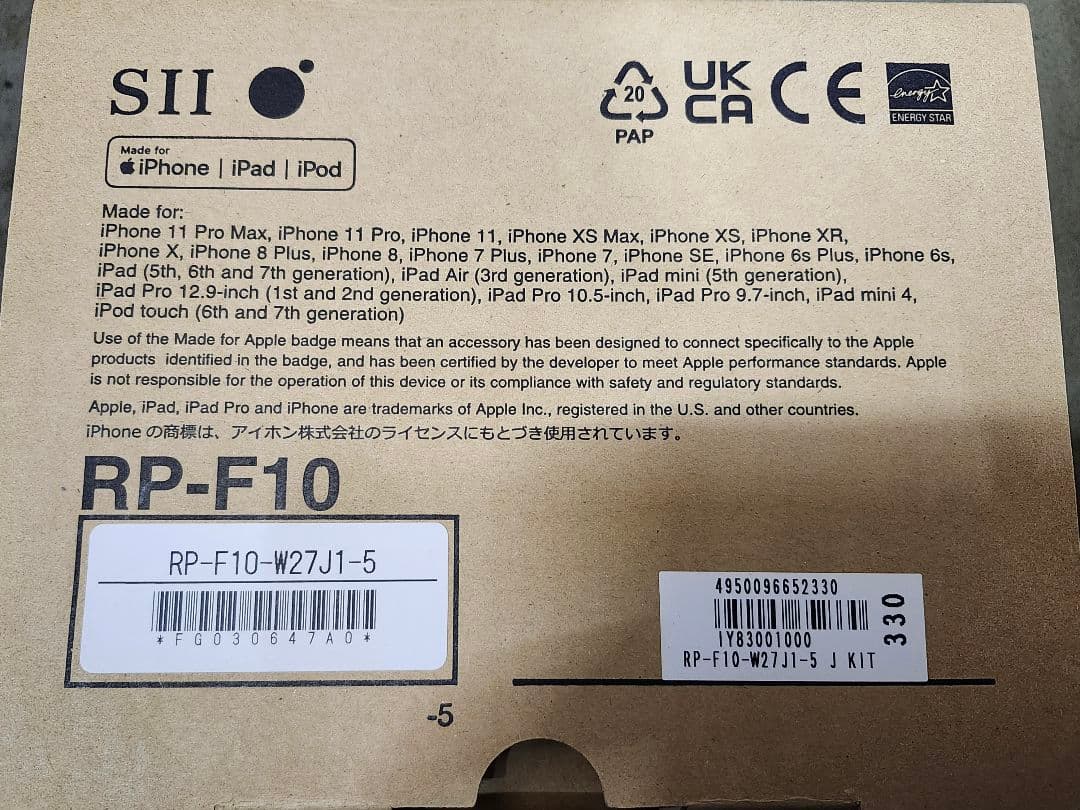 SII
20
PAP
UK
CA
CE
energy
ENERGY STAR
Made for
iPhone | iPad | iPod
Made for:
iPhone 11 Pro Max, iPhone 11 Pro, iPhone 11, iPhone XS Max, iPhone XS, iPhone XR,
iPhone X, iPhone 8 Plus, iPhone 8, iPhone 7 Plus, iPhone 7, iPhone SE, iPhone 6s Plus, iPhone 6s,
iPad (5th, 6th and 7th generation), iPad Air (3rd generation), iPad mini (5th generation),
iPad Pro 12.9-inch (1st and 2nd generation), iPad Pro 10.5-inch, iPad Pro 9.7-inch, iPad mini 4,
iPod touch (6th and 7th generation)
Use of the Made for Apple badge means that an accessory has been designed to connect specifically to the Apple
products identified in the badge, and has been certified by the developer to meet Apple performance standards. Apple
is not responsible for the operation of this device or its compliance with safety and regulatory standards.
Apple, iPad, iPad Pro and iPhone are trademarks of Apple Inc., registered in the U.S. and other countries.
iPhone の商標は、アイホン株式会社のライセンスにもとづき使用されています。
RP-F10
RP-F10-W27J1-5
*FG030647A0*
4950096652330
IY83001000
RP-F10-W27J1-5 J KIT
330
-5